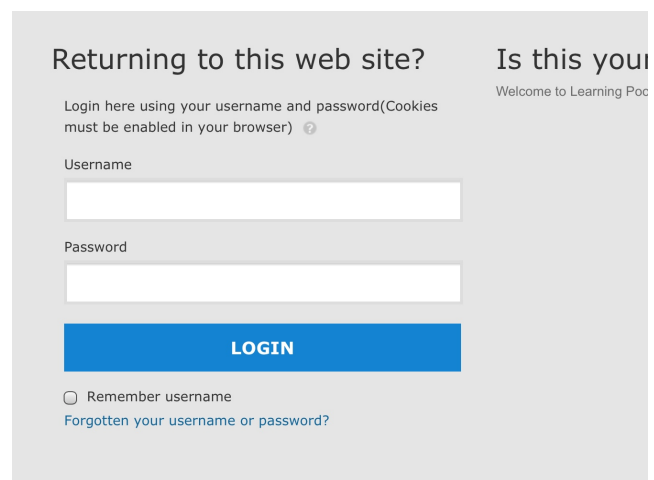 Returning to this web site?
Login here using your username and password(Cookies
must be enabled in your browser) ?
Username
Password
LOGIN
Remember username
Forgotten your username or password?
Is this your
Welcome to Learning Poo